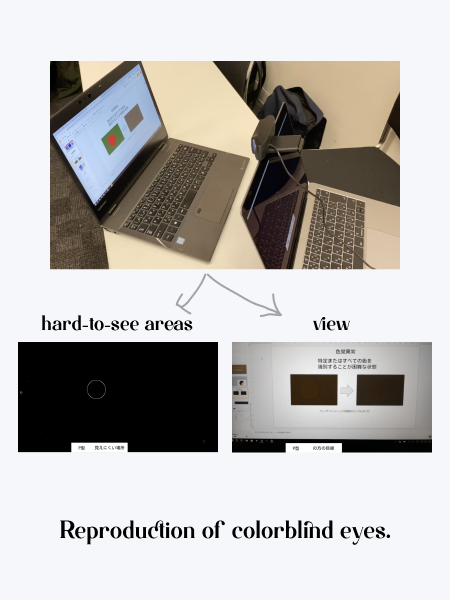 hard-to-see areas
view
P型 見えにくい場所
色覚異常
特定またはすべての色を
識別することが困難な状態
P型 の方の目線
Reproduction of colorblind eyes.